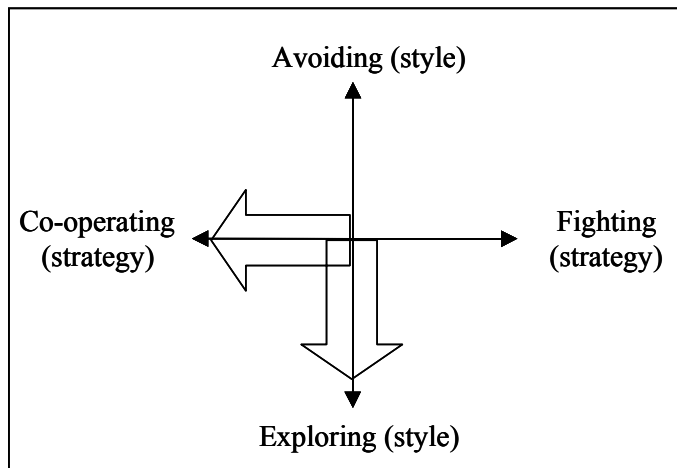 Avoiding (style)
Co-operating
(strategy)
Fighting
(strategy)
Exploring (style)